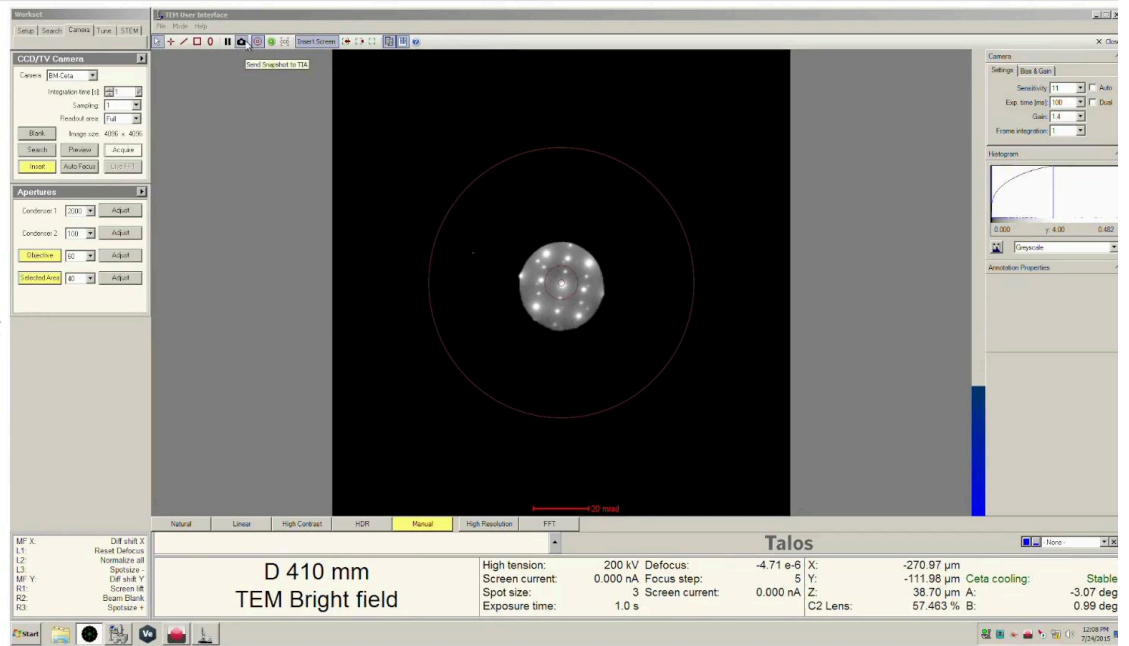 Workset
TEM User Interface
Setup Search Camera Tune STEM
File Mode Help
Insert Screen
Close
Send Snapshot to TIA
CCD/TV Camera
Camera BM-Ceta
Integration time [s]: 1
Sampling: 1
Readout area: Full
Blank Image size: 4096 x 4096
Search Preview Acquire
Insert Auto Focus Live FFT
Apertures
Condenser 1 2000 Adjust
Condenser 2 100 Adjust
Objective 60 Adjust
Selected Area 40 Adjust
Camera
Settings Bias & Gain
Sensitivity: 11 Auto
Exp. time [ms]: 100 Dual
Gain: 1.4
Frame integration: 1
Histogram
0.000 γ: 4.00 0.482
Greyscale
Annotation Properties
20 mrad
Natural Linear High Contrast HDR Manual High Resolution FFT
MF X: Diff shift X
L1: Reset Defocus
L2: Normalize all
L3: Spotsize -
MF Y: Diff shift Y
R1: Screen lift
R2: Beam Blank
R3: Spotsize +
Talos
- None -
D 410 mm
TEM Bright field
High tension: 200 kV Defocus: -4.71 e-6 X: -270.97 µm
Screen current: 0.000 nA Focus step: 5 Y: -111.98 µm Ceta cooling: Stable
Spot size: 3 Screen current: 0.000 nA Z: 38.70 µm A: -3.07 deg
Exposure time: 1.0 s C2 Lens: 57.463 % B: 0.99 deg
Start
Ve
12:08 PM
7/24/2015